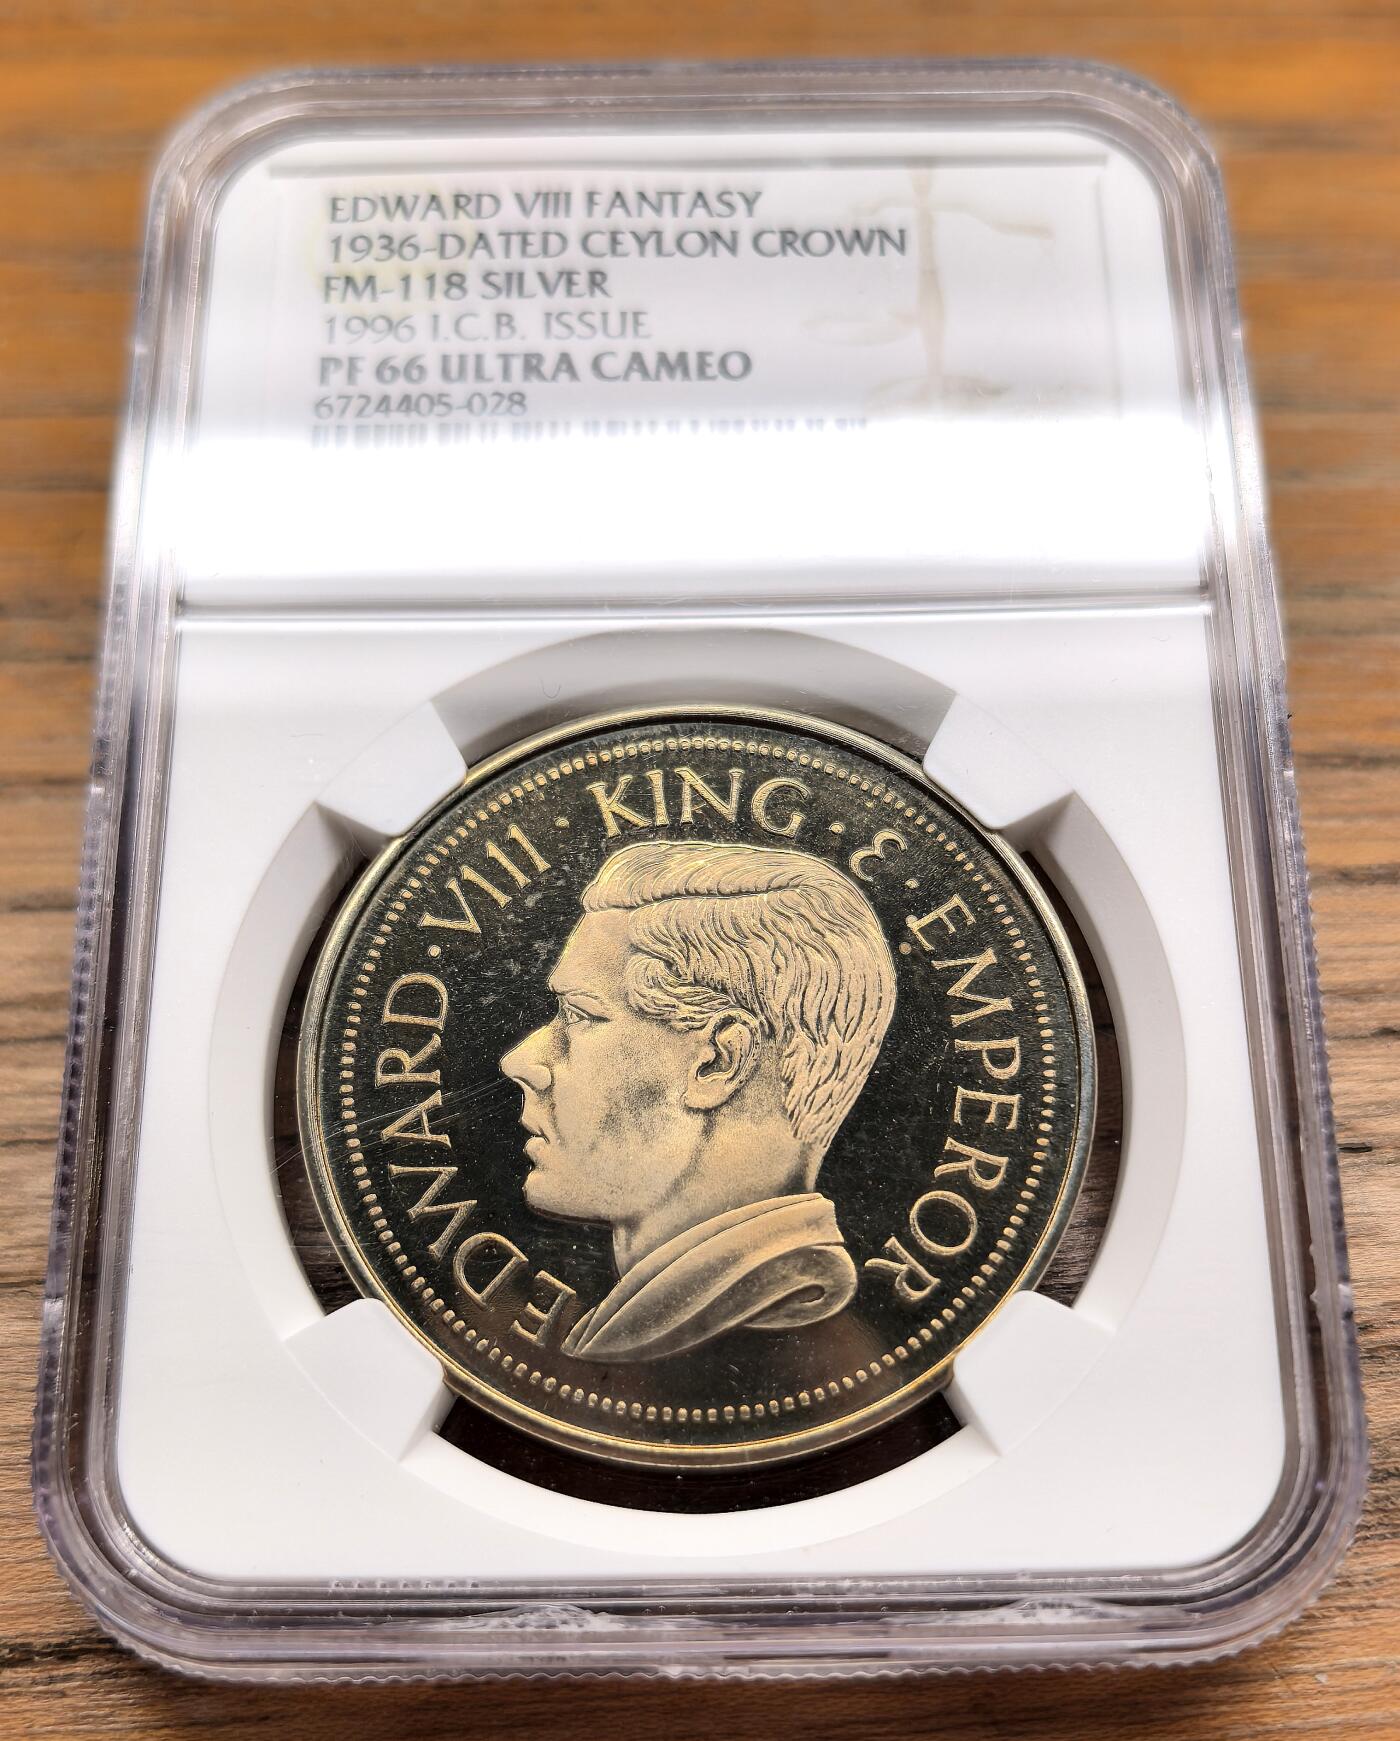 EDWARD VIII FANTASY
1936-DATED CEYLON CROWN
FM-118 SILVER
1996 I.C.B. ISSUE
PF 66 ULTRA CAMEO
6724405-028
EDWARD · VIII · KING · & · EMPEROR